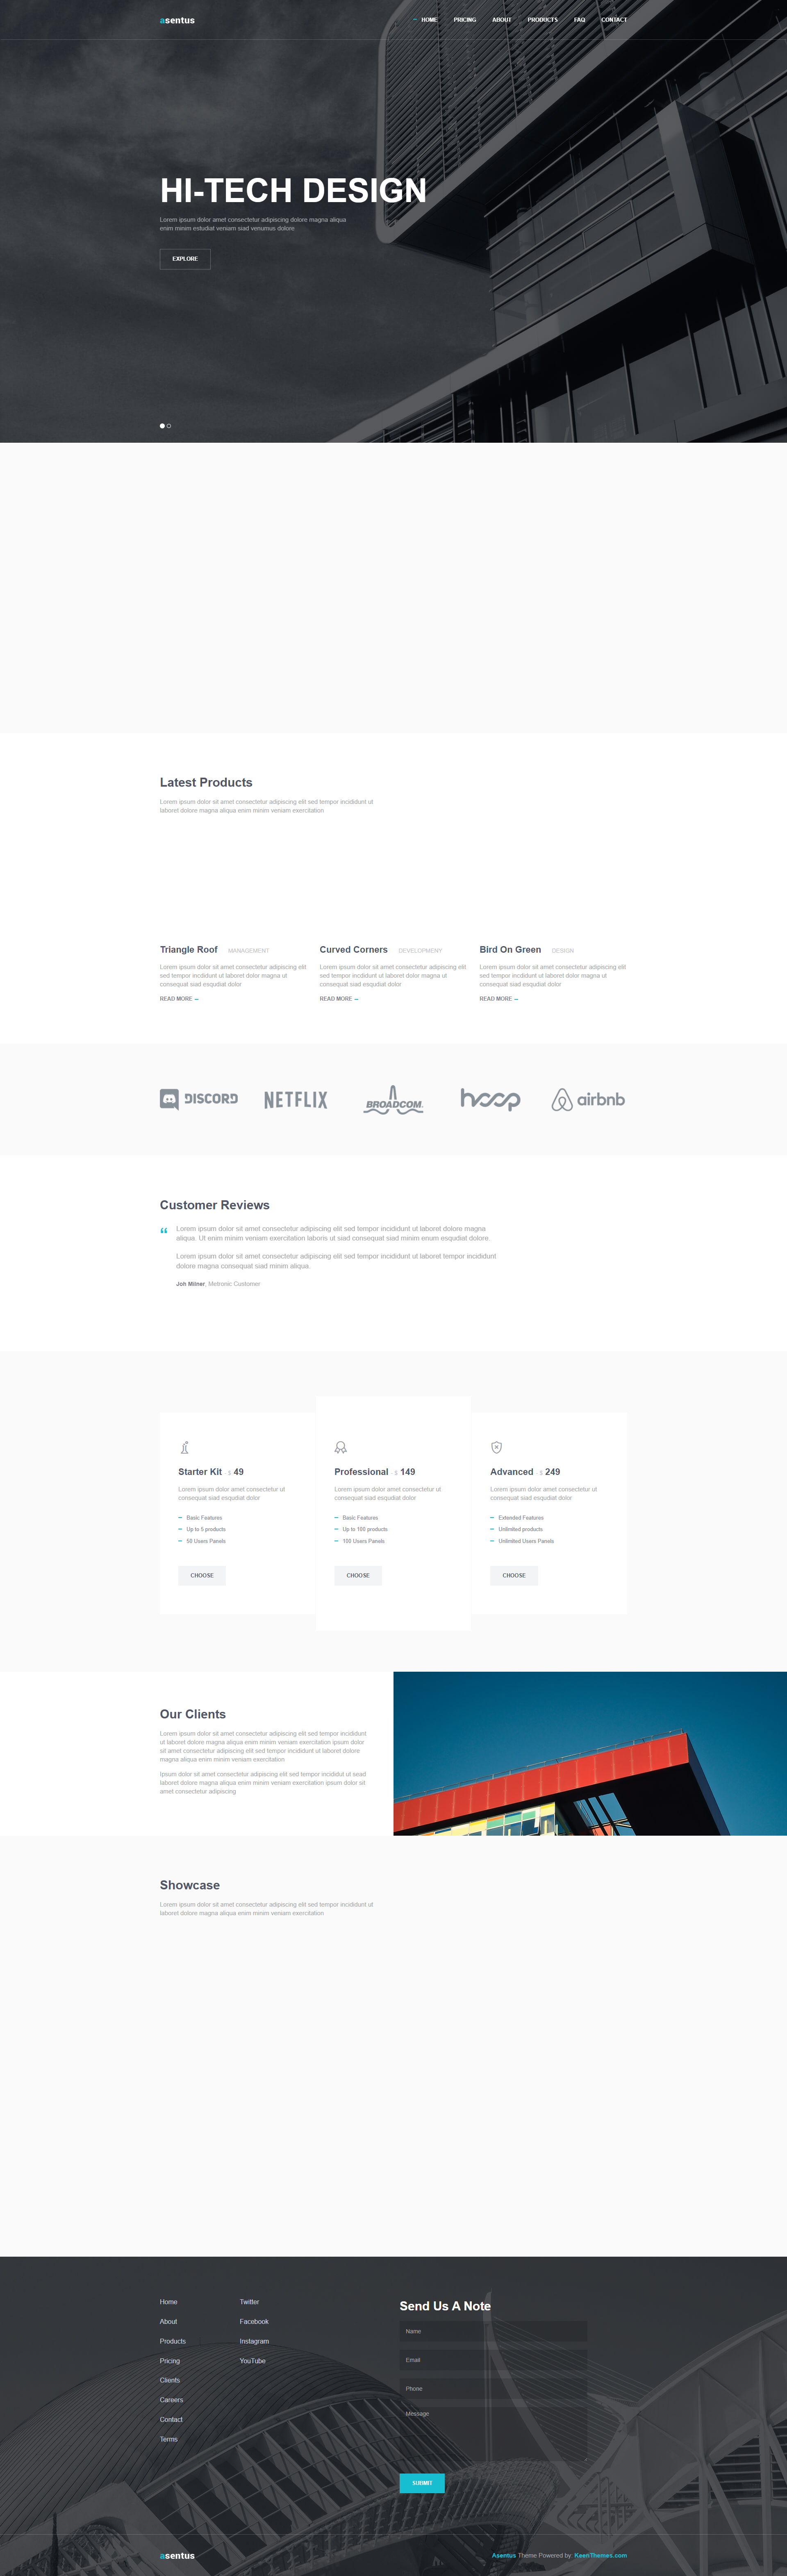 asentus
HOME PRICING ABOUT PRODUCTS FAQ CONTACT
HI-TECH DESIGN
Lorem ipsum dolor amet consectetur adipiscing dolore magna aliqua
enim minim estudiat veniam siad venumus dolore
EXPLORE
Latest Products
Lorem ipsum dolor sit amet consectetur adipiscing elit sed tempor incididunt ut
laboret dolore magna aliqua enim minim veniam exercitation
Triangle Roof MANAGEMENT
Lorem ipsum dolor sit amet consectetur adipiscing elit
sed tempor incididunt ut laboret dolor magna ut
consequat siad esqudiat dolor
READ MORE
Curved Corners DEVELOPMENY
Lorem ipsum dolor sit amet consectetur adipiscing elit
sed tempor incididunt ut laboret dolor magna ut
consequat siad esqudiat dolor
READ MORE
Bird On Green DESIGN
Lorem ipsum dolor sit amet consectetur adipiscing elit
sed tempor incididunt ut laboret dolor magna ut
consequat siad esqudiat dolor
READ MORE
DISCORD NETFLIX BROADCOM. hoop airbnb
Customer Reviews
“ Lorem ipsum dolor sit amet consectetur adipiscing elit sed tempor incididunt ut laboret dolore magna
aliqua. Ut enim minim veniam exercitation laboris ut siad consequat siad minim enum esqudiat dolore.
Lorem ipsum dolor sit amet consectetur adipiscing elit sed tempor incididunt ut laboret tempor incididunt
dolore magna consequat siad minim aliqua.
Joh Milner, Metronic Customer
Starter Kit $ 49
Lorem ipsum dolor amet consectetur ut
consequat siad esqudiat dolor
Basic Features
Up to 5 products
50 Users Panels
CHOOSE
Professional $ 149
Lorem ipsum dolor amet consectetur ut
consequat siad esqudiat dolor
Basic Features
Up to 100 products
100 Users Panels
CHOOSE
Advanced $ 249
Lorem ipsum dolor amet consectetur ut
consequat siad esqudiat dolor
Extended Features
Unlimited products
Unlimited Users Panels
CHOOSE
Our Clients
Lorem ipsum dolor sit amet consectetur adipiscing elit sed tempor incididunt
ut laboret dolore magna aliqua enim minim veniam exercitation ipsum dolor
sit amet consectetur adipiscing elit sed tempor incididunt ut laboret dolore
magna aliqua enim minim veniam exercitation
Ipsum dolor sit amet consectetur adipiscing elit sed tempor incididut ut sead
laboret dolore magna aliqua enim minim veniam exercitation ipsum dolor sit
amet consectetur adipiscing
Showcase
Lorem ipsum dolor sit amet consectetur adipiscing elit sed tempor incididunt ut
laboret dolore magna aliqua enim minim veniam exercitation
Home
About
Products
Pricing
Clients
Careers
Contact
Terms
Twitter
Facebook
Instagram
YouTube
Send Us A Note
Name
Email
Phone
Message
SUBMIT
asentus
Asentus Theme Powered by: KeenThemes.com